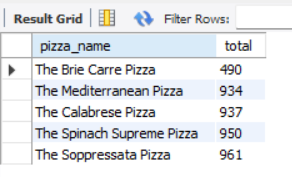 Result Grid Filter Rows:
pizza_name total
The Brie Carre Pizza 490
The Mediterranean Pizza 934
The Calabrese Pizza 937
The Spinach Supreme Pizza 950
The Soppressata Pizza 961